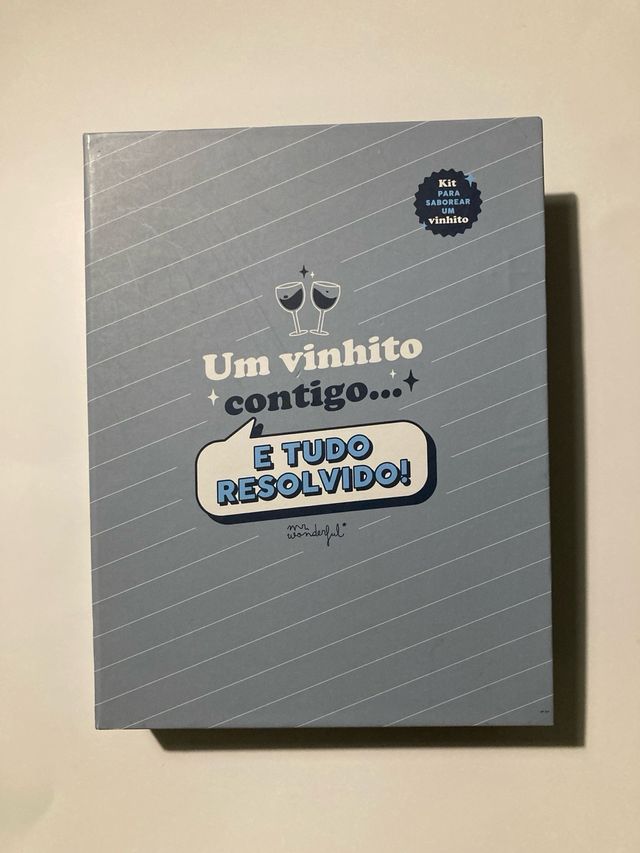 Kit
PARA
SABOREAR
UM
vinhito
Um vinhito
contigo...
E TUDO
RESOLVIDO!
mr.
wonderful*